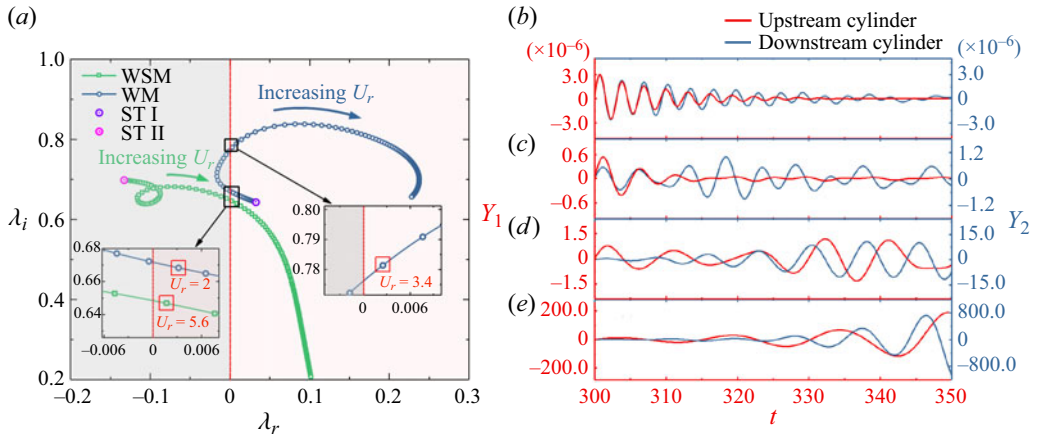 (a)
1.0
0.8
0.6
0.4
0.2
λi
–0.2
–0.1
0
0.1
0.2
0.3
λr
WSM
WM
ST I
ST II
Increasing Ur
Increasing Ur
0.68
0.66
0.64
–0.006
0
0.006
Ur = 2
Ur = 5.6
0.80
0.79
0.78
0
0.006
Ur = 3.4
Upstream cylinder
Downstream cylinder
(b)
(×10–6)
(×10–6)
3.0
0
–3.0
3.0
0
–3.0
(c)
0.6
0
–0.6
1.2
0
–1.2
Y1
Y2
(d)
1.5
0
–1.5
15.0
0
–15.0
(e)
200.0
0
–200.0
800.0
0
–800.0
300
310
320
330
340
350
t